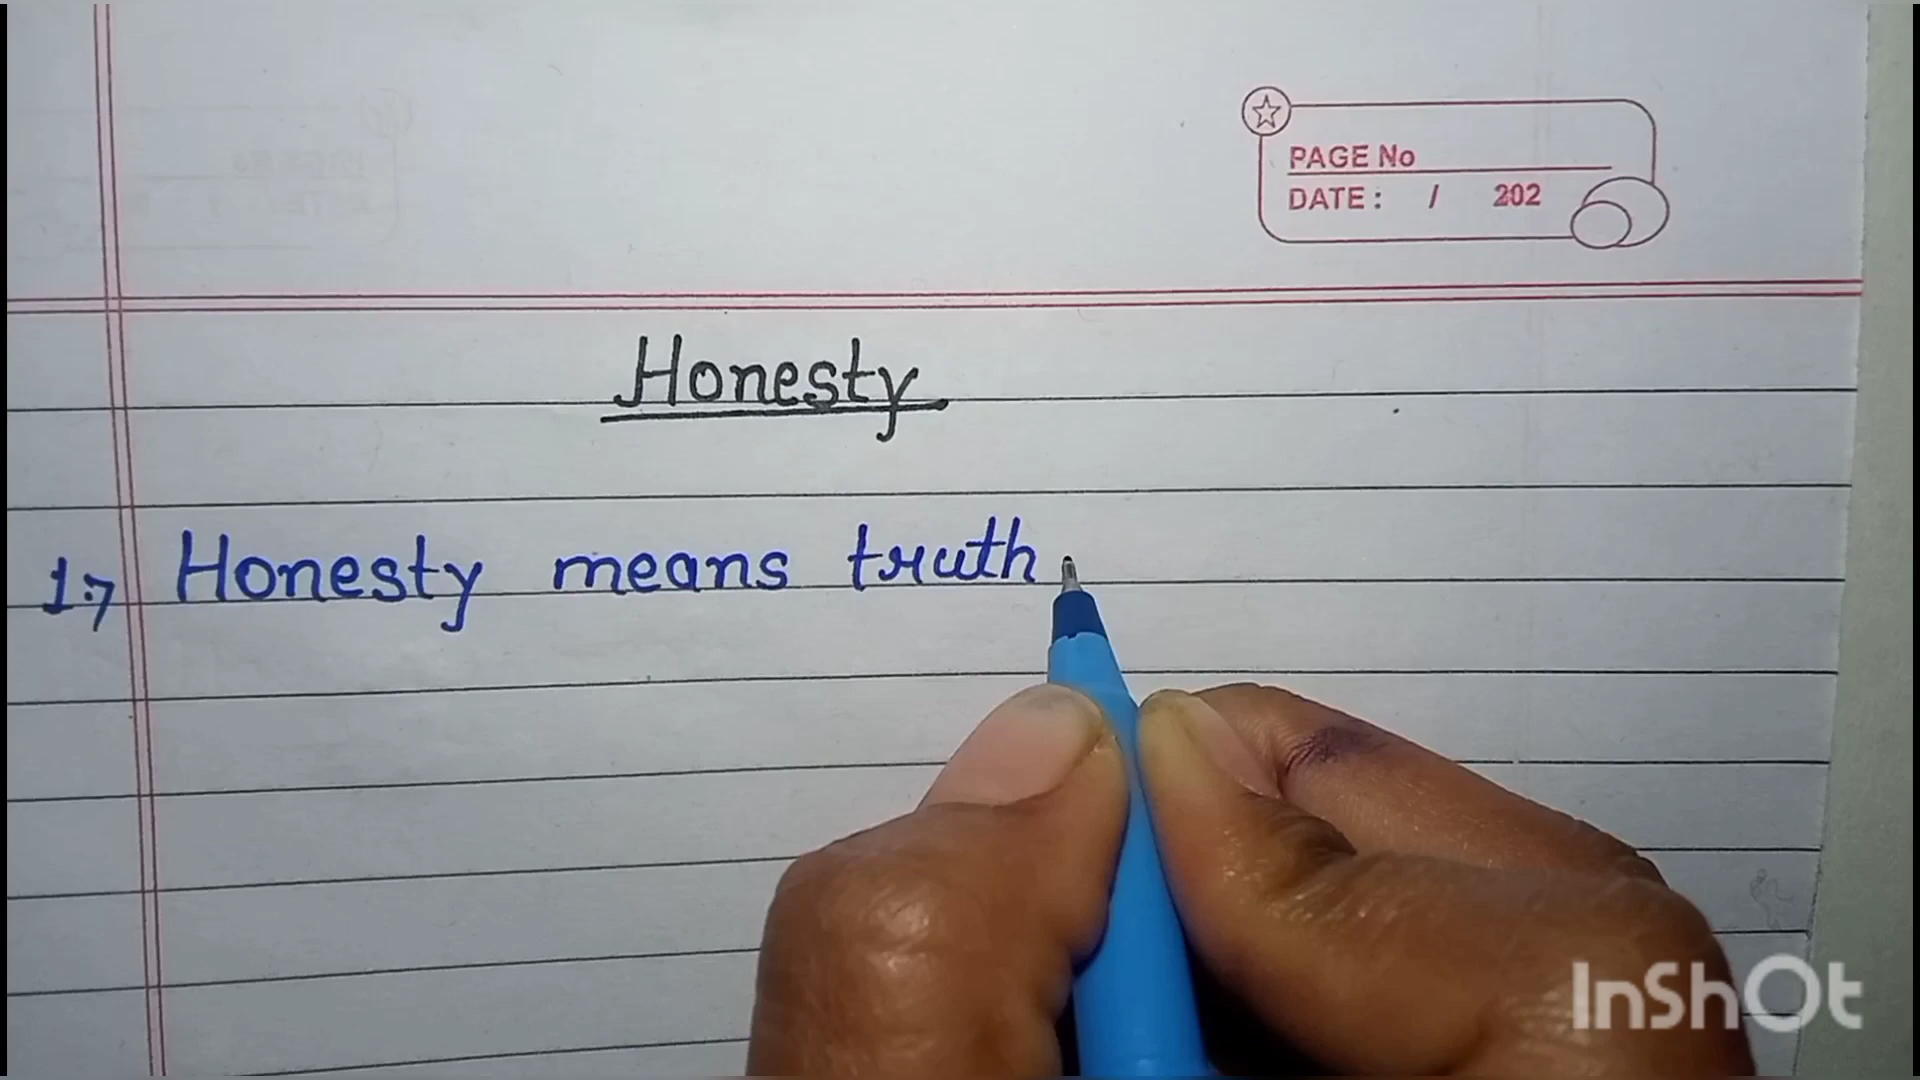 PAGE No
DATE : / 202
Honesty
1.) Honesty means truth
InShOt